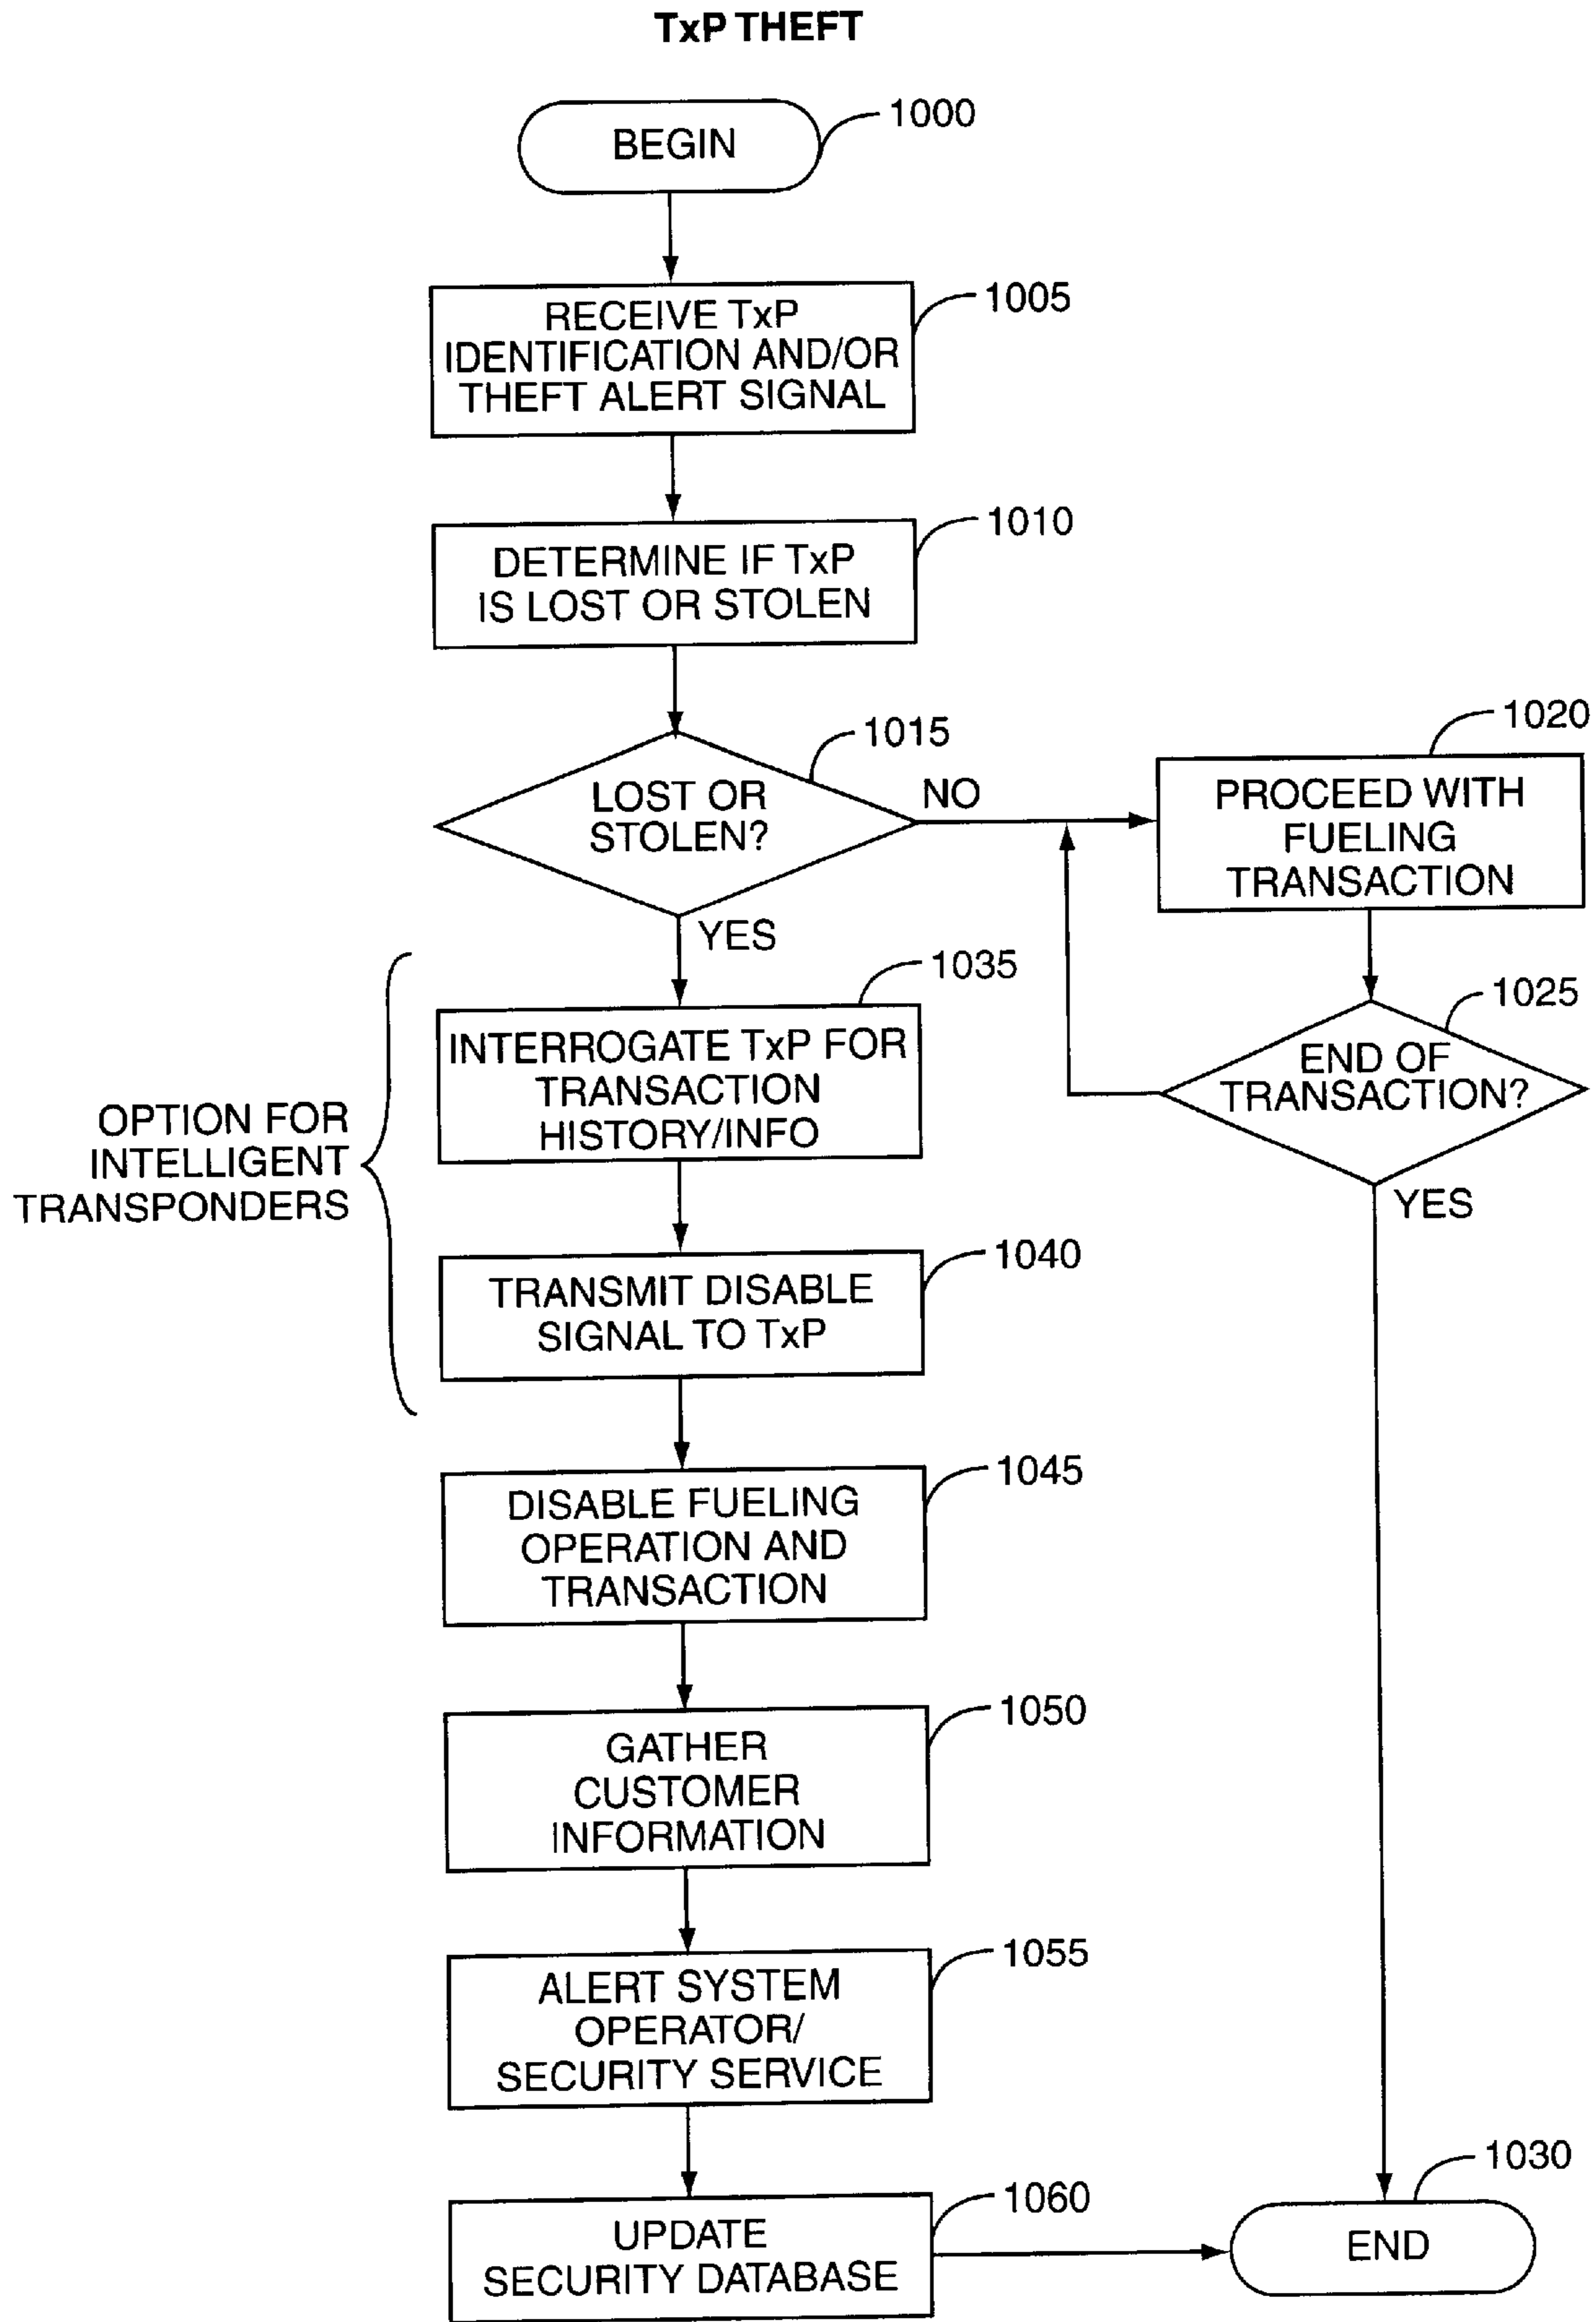 TxP THEFT
BEGIN
1000
RECEIVE TxP
IDENTIFICATION AND/OR
THEFT ALERT SIGNAL
1005
DETERMINE IF TxP
IS LOST OR STOLEN
1010
LOST OR
STOLEN?
1015
NO
YES
PROCEED WITH
FUELING
TRANSACTION
1020
END OF
TRANSACTION?
1025
YES
OPTION FOR
INTELLIGENT
TRANSPONDERS
INTERROGATE TxP FOR
TRANSACTION
HISTORY/INFO
1035
TRANSMIT DISABLE
SIGNAL TO TxP
1040
DISABLE FUELING
OPERATION AND
TRANSACTION
1045
GATHER
CUSTOMER
INFORMATION
1050
ALERT SYSTEM
OPERATOR/
SECURITY SERVICE
1055
UPDATE
SECURITY DATABASE
1060
END
1030